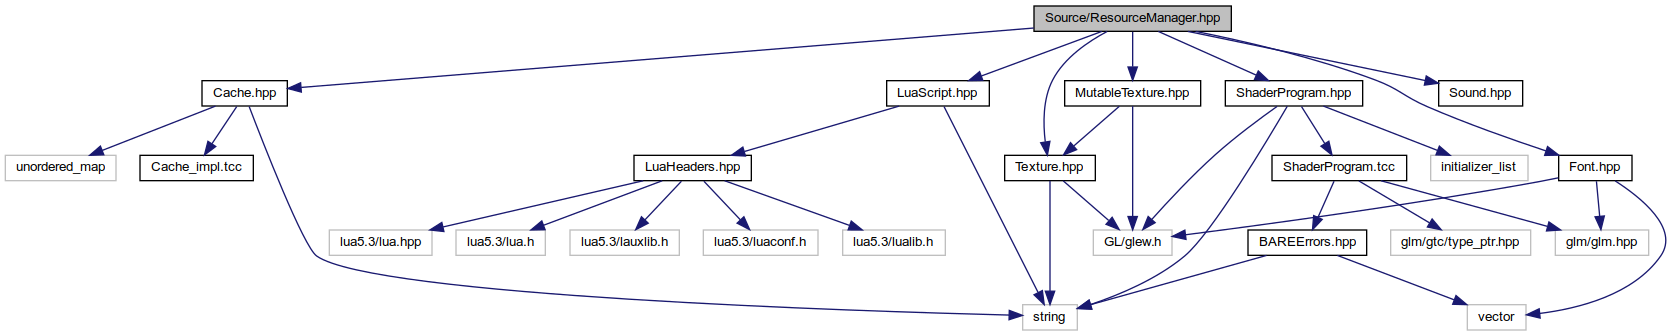 Source/ResourceManager.hpp
Cache.hpp
LuaScript.hpp
MutableTexture.hpp
ShaderProgram.hpp
Sound.hpp
unordered_map
Cache_impl.tcc
LuaHeaders.hpp
Texture.hpp
ShaderProgram.tcc
initializer_list
Font.hpp
lua5.3/lua.hpp
lua5.3/lua.h
lua5.3/lauxlib.h
lua5.3/luaconf.h
lua5.3/lualib.h
GL/glew.h
BAREErrors.hpp
glm/gtc/type_ptr.hpp
glm/glm.hpp
string
vector